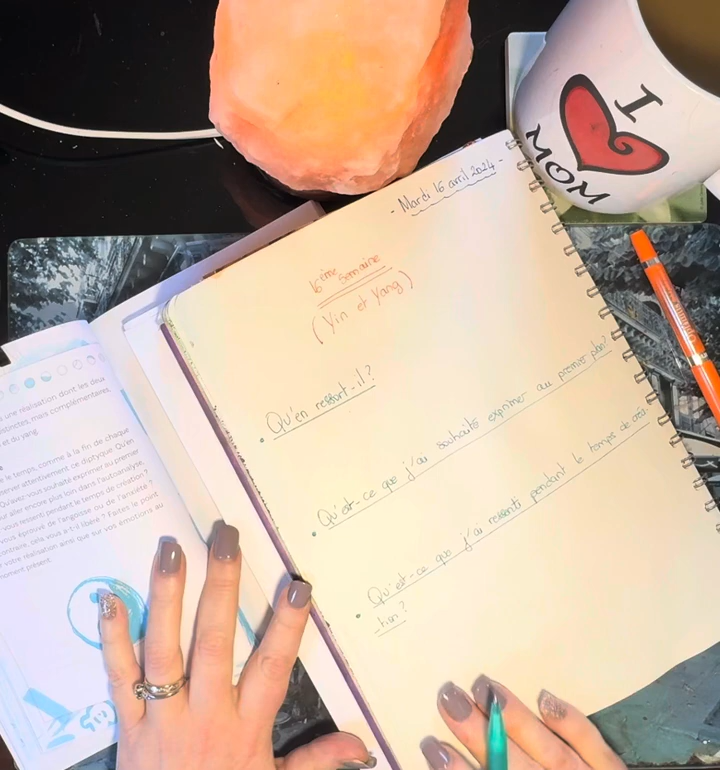 I
MOM
- Mardi 16 avril 2024 -
6ème Semaine
(Yin et Yang)
• Qu'en ressort-il?
• Qu'est-ce que j'ai souhaité exprimer au premier plan?
• Qu'est-ce que j'ai ressenti pendant le temps de créa-
-tion?
une réalisation dont les deux
distinctes, mais complémentaires,
et du yang.
le temps, comme à la fin de chaque
attentivement ce diptyque. Qu'en
Qu'avez-vous souhaité exprimer au premier
aller encore plus loin dans l'autoanalyse,
vous ressenti pendant le temps de création ?
vous éprouvé de l'angoisse ou de l'anxiété ?
contraire, cela vous a-t-il libéré ? Faites le point
votre réalisation ainsi que sur vos émotions au
moment présent.